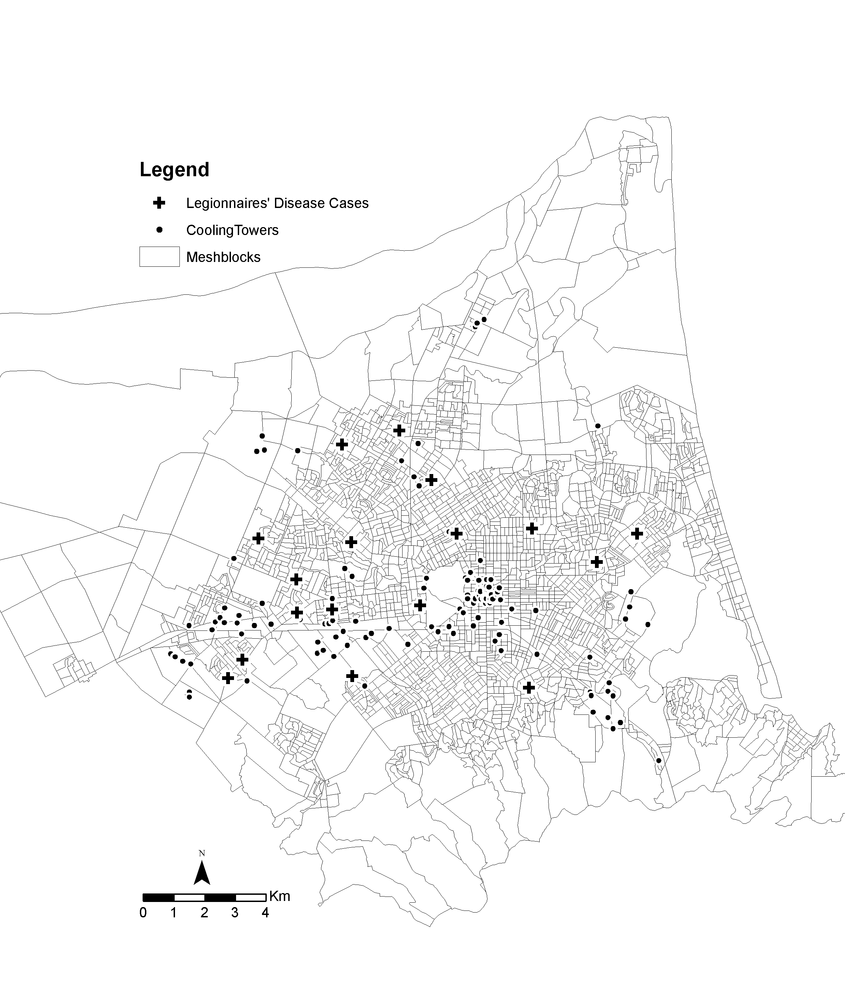 Legend
Legionnaires' Disease Cases
CoolingTowers
Meshblocks
N
Km
0 1 2 3 4